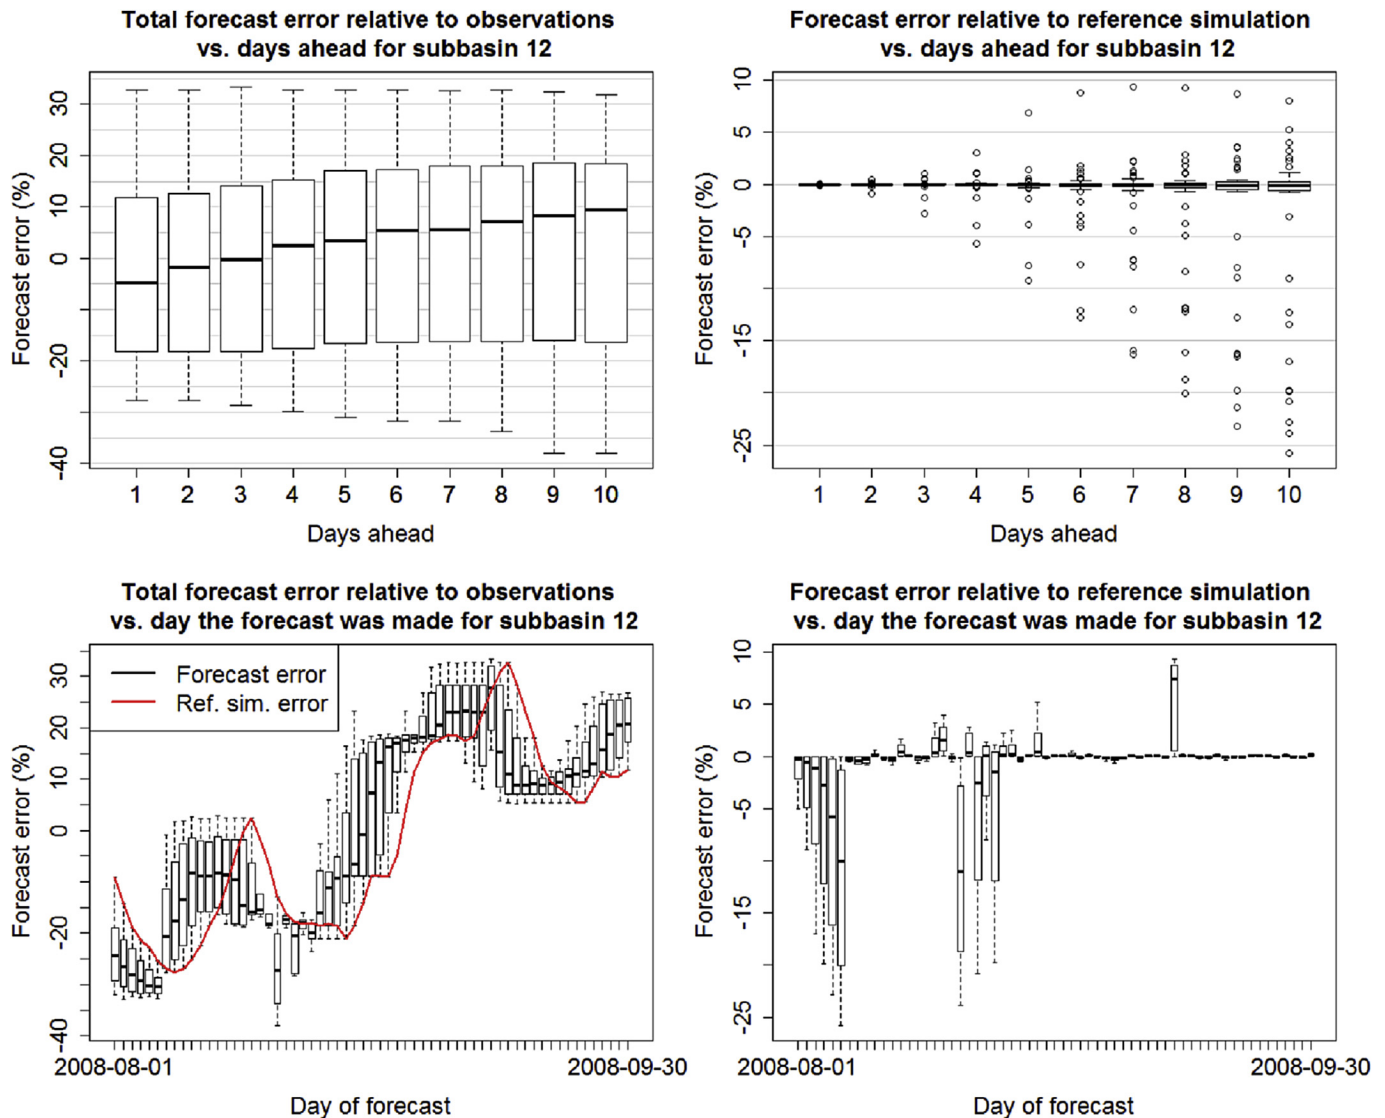 Total forecast error relative to observations
vs. days ahead for subbasin 12
Forecast error (%)
30
20
10
0
-20
-40
1 2 3 4 5 6 7 8 9 10
Days ahead
Forecast error relative to reference simulation
vs. days ahead for subbasin 12
Forecast error (%)
10
5
0
-5
-15
-25
1 2 3 4 5 6 7 8 9 10
Days ahead
Total forecast error relative to observations
vs. day the forecast was made for subbasin 12
Forecast error (%)
30
20
10
0
-20
-40
Forecast error
Ref. sim. error
2008-08-01 2008-09-30
Day of forecast
Forecast error relative to reference simulation
vs. day the forecast was made for subbasin 12
Forecast error (%)
10
5
0
-5
-15
-25
2008-08-01 2008-09-30
Day of forecast